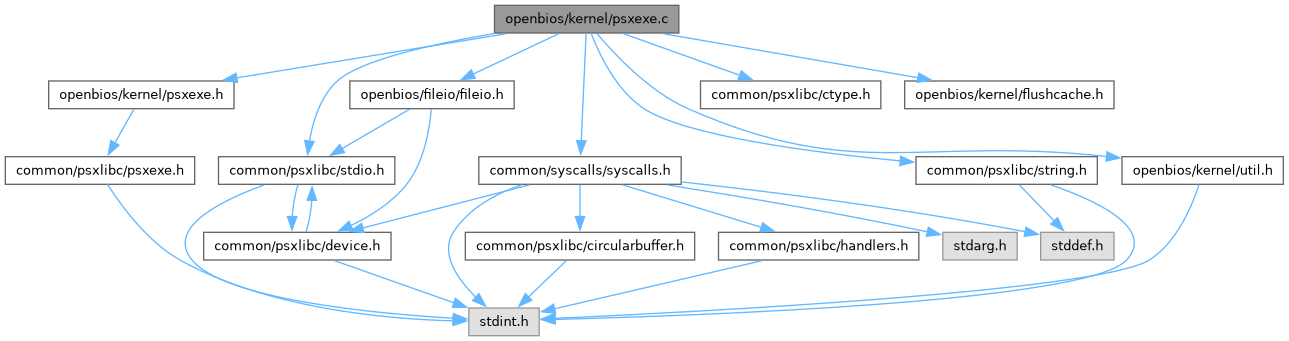 openbios/kernel/psxexe.c
openbios/kernel/psxexe.h
openbios/fileio/fileio.h
common/psxlibc/ctype.h
openbios/kernel/flushcache.h
common/psxlibc/psxexe.h
common/psxlibc/stdio.h
common/syscalls/syscalls.h
common/psxlibc/string.h
openbios/kernel/util.h
common/psxlibc/device.h
common/psxlibc/circularbuffer.h
common/psxlibc/handlers.h
stdarg.h
stddef.h
stdint.h